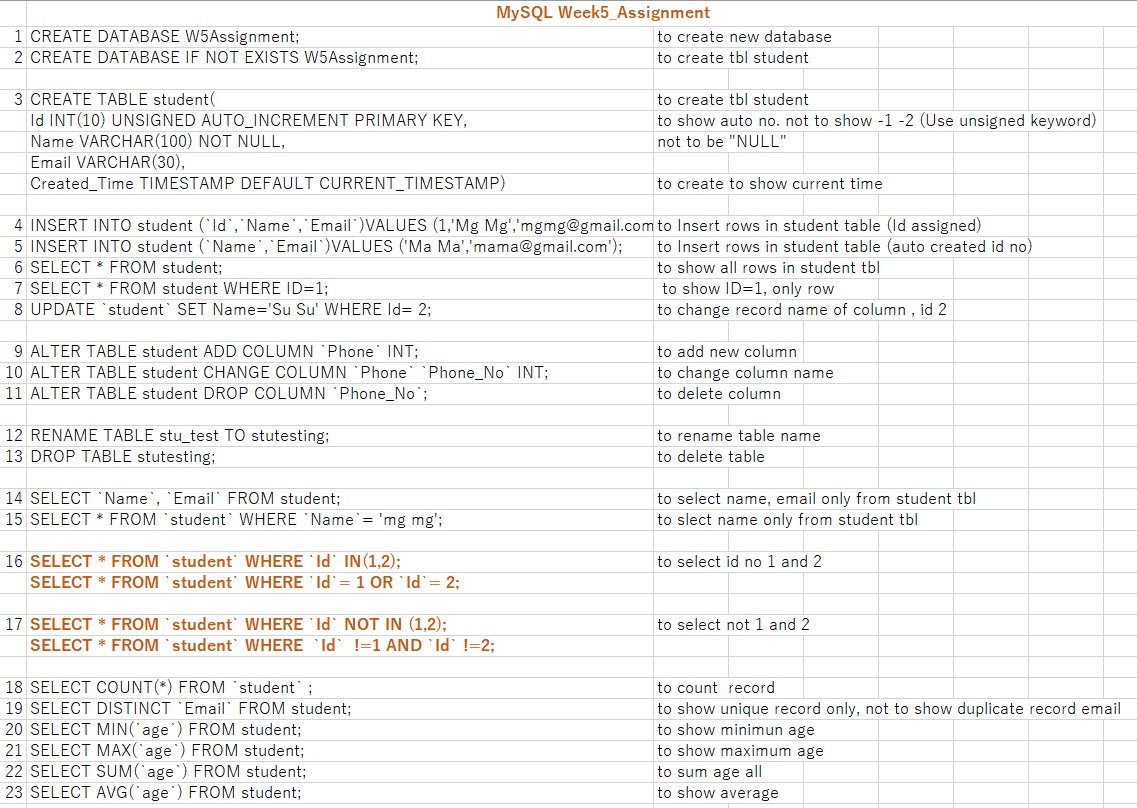 MySQL Week5_Assignment
1 CREATE DATABASE W5Assignment; to create new database
2 CREATE DATABASE IF NOT EXISTS W5Assignment; to create tbl student
3 CREATE TABLE student( to create tbl student
Id INT(10) UNSIGNED AUTO_INCREMENT PRIMARY KEY, to show auto no. not to show -1 -2 (Use unsigned keyword)
Name VARCHAR(100) NOT NULL, not to be "NULL"
Email VARCHAR(30),
Created_Time TIMESTAMP DEFAULT CURRENT_TIMESTAMP) to create to show current time
4 INSERT INTO student (`Id`,`Name`,`Email`)VALUES (1,'Mg Mg','mgmg@gmail.com to Insert rows in student table (Id assigned)
5 INSERT INTO student (`Name`,`Email`)VALUES ('Ma Ma','mama@gmail.com'); to Insert rows in student table (auto created id no)
6 SELECT * FROM student; to show all rows in student tbl
7 SELECT * FROM student WHERE ID=1; to show ID=1, only row
8 UPDATE `student` SET Name='Su Su' WHERE Id= 2; to change record name of column , id 2
9 ALTER TABLE student ADD COLUMN `Phone` INT; to add new column
10 ALTER TABLE student CHANGE COLUMN `Phone` `Phone_No` INT; to change column name
11 ALTER TABLE student DROP COLUMN `Phone_No`; to delete column
12 RENAME TABLE stu_test TO stutesting; to rename table name
13 DROP TABLE stutesting; to delete table
14 SELECT `Name`, `Email` FROM student; to select name, email only from student tbl
15 SELECT * FROM `student` WHERE `Name`= 'mg mg'; to slect name only from student tbl
16 SELECT * FROM `student` WHERE `Id` IN(1,2); to select id no 1 and 2
SELECT * FROM `student` WHERE `Id`= 1 OR `Id`= 2;
17 SELECT * FROM `student` WHERE `Id` NOT IN (1,2); to select not 1 and 2
SELECT * FROM `student` WHERE `Id` !=1 AND `Id` !=2;
18 SELECT COUNT(*) FROM `student` ; to count record
19 SELECT DISTINCT `Email` FROM student; to show unique record only, not to show duplicate record email
20 SELECT MIN(`age`) FROM student; to show minimun age
21 SELECT MAX(`age`) FROM student; to show maximum age
22 SELECT SUM(`age`) FROM student; to sum age all
23 SELECT AVG(`age`) FROM student; to show average